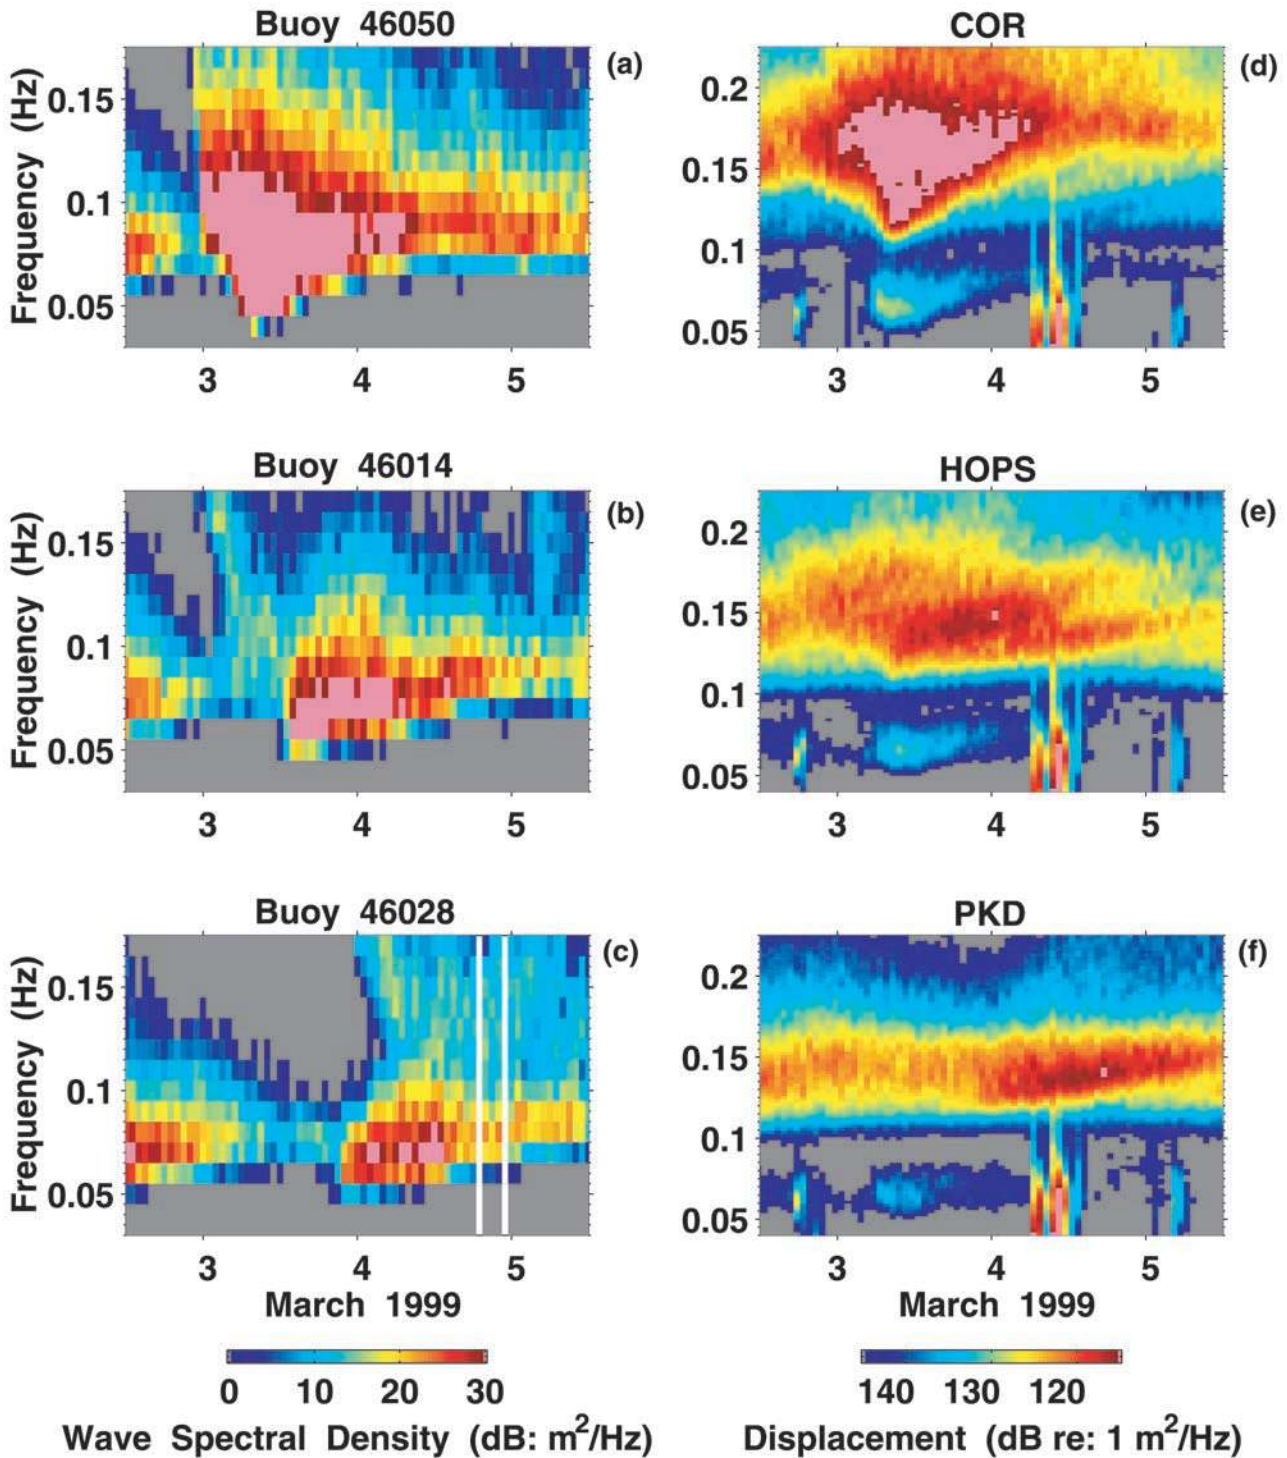 Buoy 46050
(a)
Frequency (Hz)
0.15
0.1
0.05
3 4 5
COR
(d)
0.2
0.15
0.1
0.05
3 4 5
Buoy 46014
(b)
Frequency (Hz)
0.15
0.1
0.05
3 4 5
HOPS
(e)
0.2
0.15
0.1
0.05
3 4 5
Buoy 46028
(c)
Frequency (Hz)
0.15
0.1
0.05
3 4 5
March 1999
PKD
(f)
0.2
0.15
0.1
0.05
3 4 5
March 1999
0 10 20 30
Wave Spectral Density (dB: m²/Hz)
140 130 120
Displacement (dB re: 1 m²/Hz)